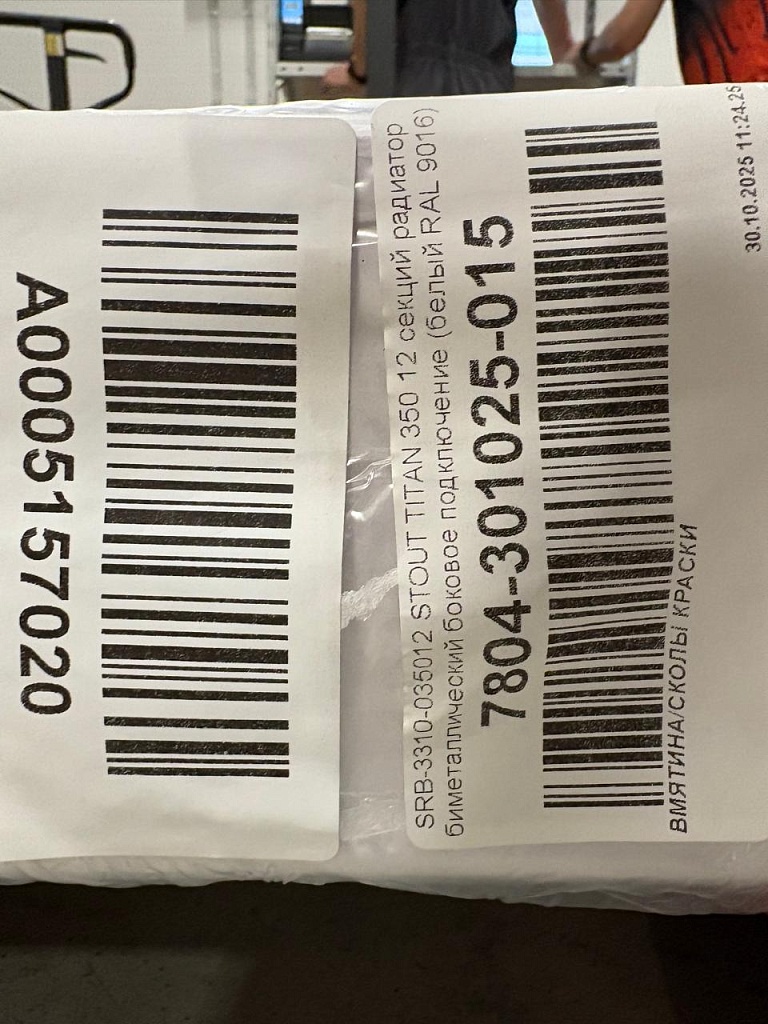 A0005157020
SRB-3310-035012 STOUT TITAN 350 12 секций радиатор
биметаллический боковое подключение (белый RAL 9016)
7804-301025-015
ВМЯТИНА/СКОЛЫ КРАСКИ
30.10.2025 11:24:25